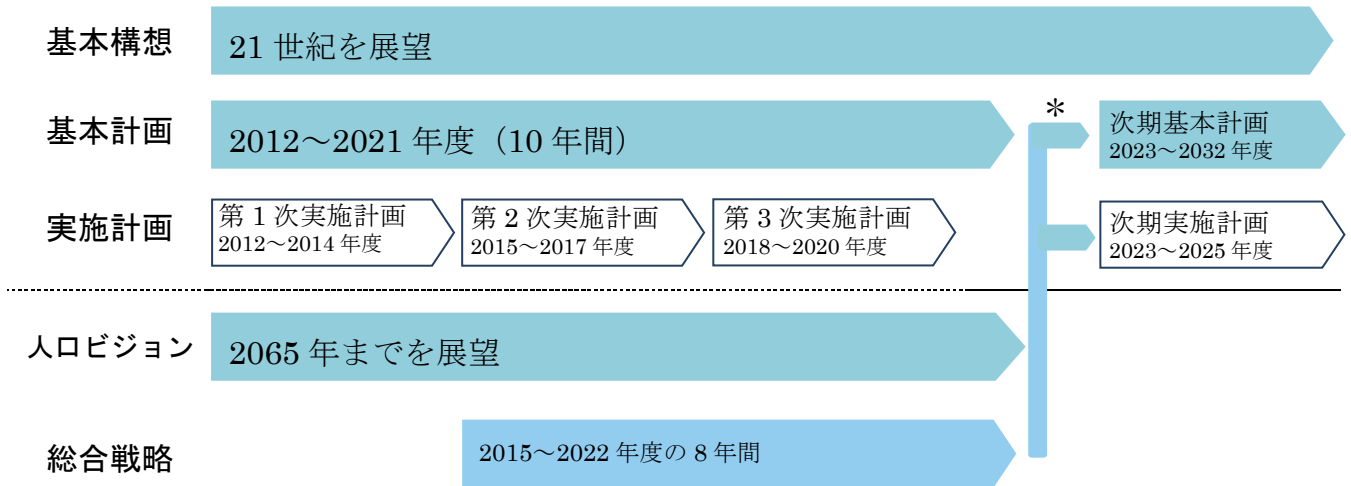 基本構想
21 世紀を展望
基本計画
2012～2021 年度（10 年間）
＊
次期基本計画
2023～2032 年度
実施計画
第 1 次実施計画
2012～2014 年度
第 2 次実施計画
2015～2017 年度
第 3 次実施計画
2018～2020 年度
次期実施計画
2023～2025 年度
人口ビジョン
2065 年までを展望
総合戦略
2015～2022 年度の 8 年間